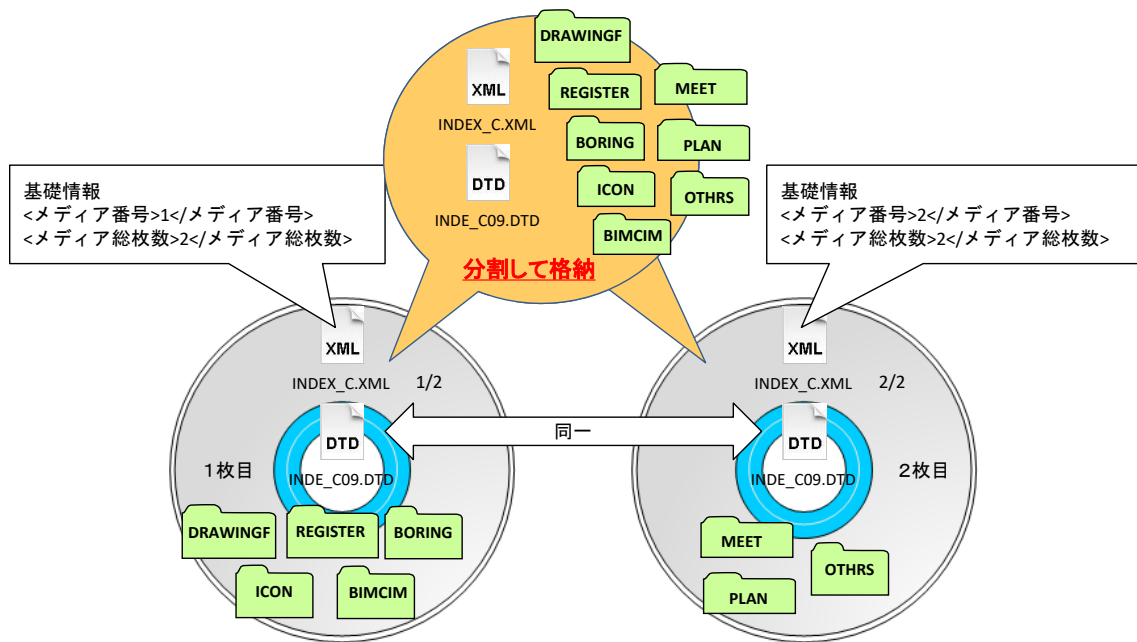 DRAWINGF
XML
REGISTER
MEET
INDEX_C.XML
BORING
PLAN
DTD
ICON
OTHRS
INDE_C09.DTD
BIMCIM
分割して格納
基礎情報
<メディア番号>1</メディア番号>
<メディア総枚数>2</メディア総枚数>
基礎情報
<メディア番号>2</メディア番号>
<メディア総枚数>2</メディア総枚数>
XML
INDEX_C.XML 1/2
DTD
1枚目
INDE_C09.DTD
DRAWINGF
REGISTER
BORING
ICON
BIMCIM
同一
XML
INDEX_C.XML 2/2
DTD
2枚目
INDE_C09.DTD
MEET
OTHRS
PLAN